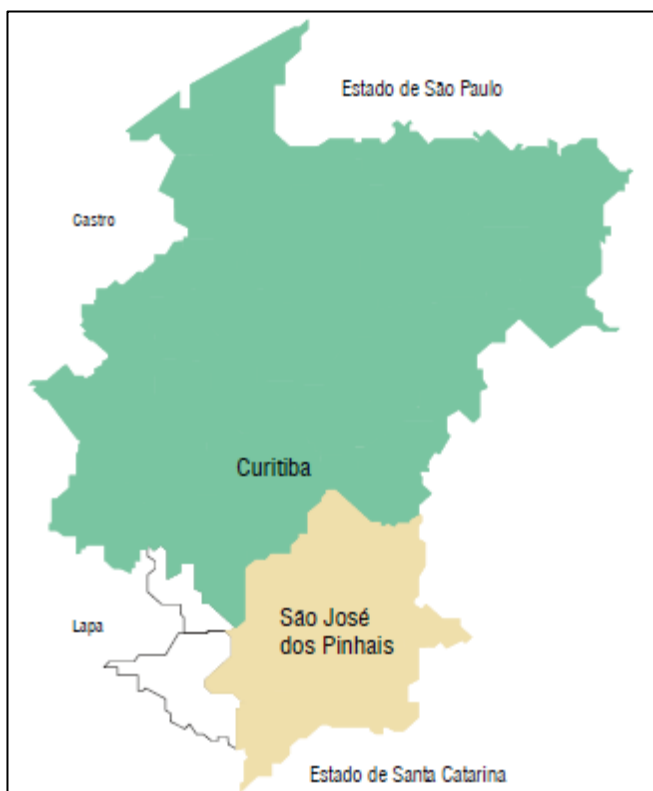 Estado de São Paulo
Castro
Curitiba
São José
dos Pinhais
Lapa
Estado de Santa Catarina